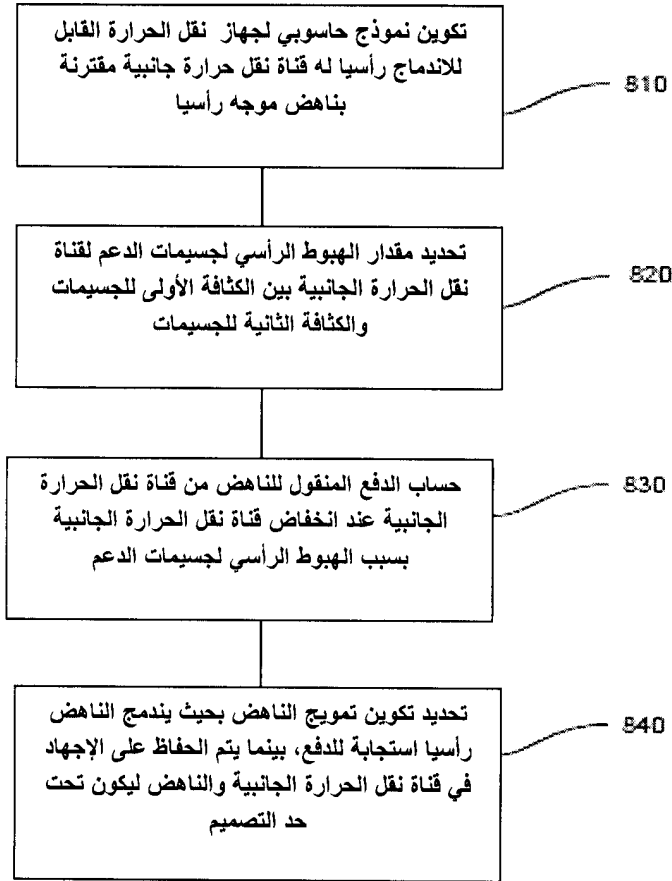 تكوين نموذج حاسوبي لجهاز نقل الحرارة القابل
للاندماج رأسيا له قناة نقل حرارة جانبية مقترنة
بناهض موجه رأسيا
810
تحديد مقدار الهبوط الرأسي لجسيمات الدعم لقناة
نقل الحرارة الجانبية بين الكثافة الأولى للجسيمات
والكثافة الثانية للجسيمات
820
حساب الدفع المنقول للناهض من قناة نقل الحرارة
الجانبية عند انخفاض قناة نقل الحرارة الجانبية
بسبب الهبوط الرأسي لجسيمات الدعم
830
تحديد تكوين تمويج الناهض بحيث يندمج الناهض
رأسيا استجابة للدفع، بينما يتم الحفاظ على الإجهاد
في قناة نقل الحرارة الجانبية والناهض ليكون تحت
حد التصميم
840